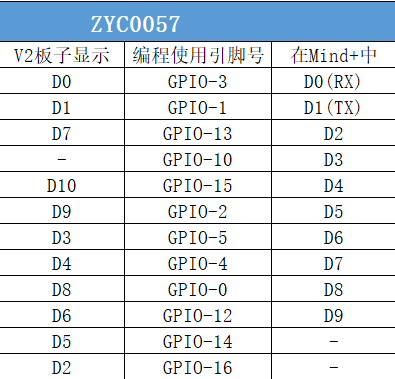 ZYC0057
V2板子显示 编程使用引脚号 在Mind+中
D0 GPIO-3 D0(RX)
D1 GPIO-1 D1(TX)
D7 GPIO-13 D2
- GPIO-10 D3
D10 GPIO-15 D4
D9 GPIO-2 D5
D3 GPIO-5 D6
D4 GPIO-4 D7
D8 GPIO-0 D8
D6 GPIO-12 D9
D5 GPIO-14 -
D2 GPIO-16 -